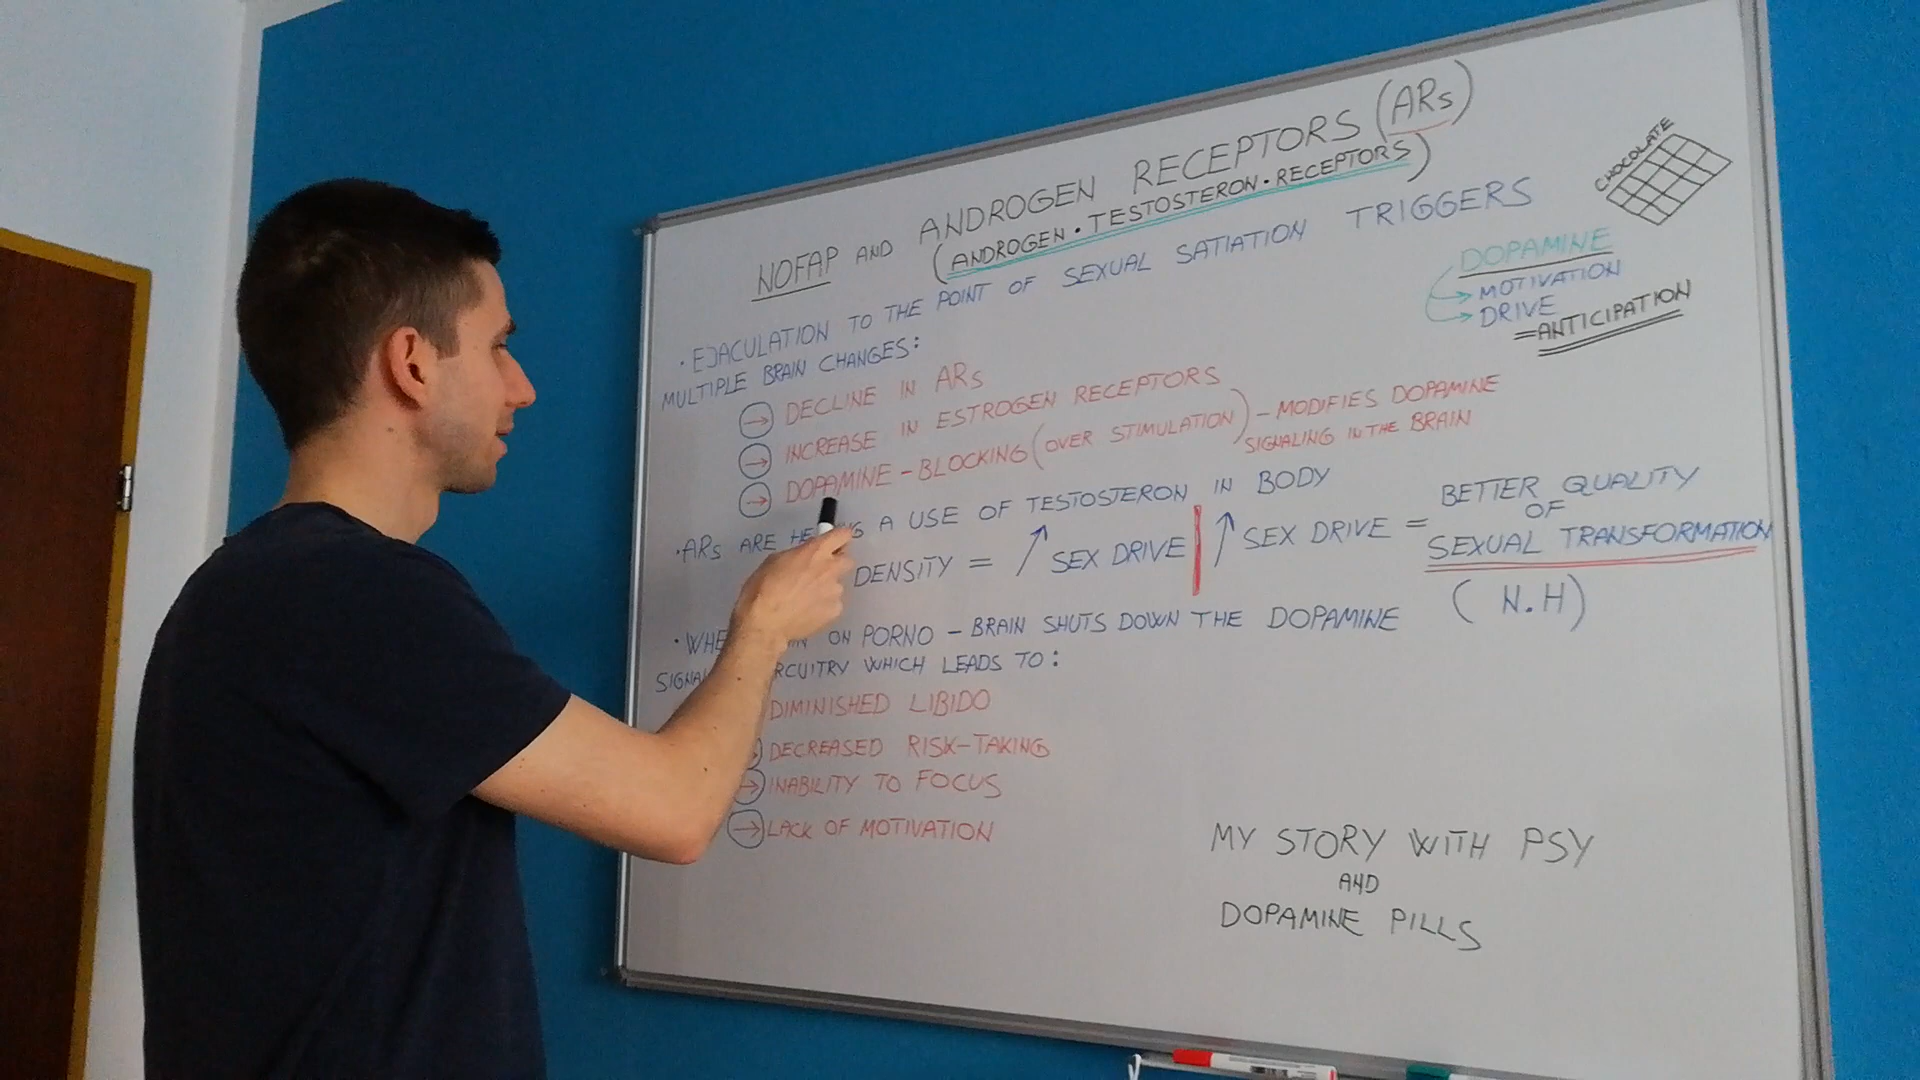 NOFAP AND ANDROGEN RECEPTORS (ARs)
(ANDROGEN • TESTOSTERON • RECEPTORS)
CHOCOLATE
• EJACULATION TO THE POINT OF SEXUAL SATIATION TRIGGERS
MULTIPLE BRAIN CHANGES:
→ DECLINE IN ARs
→ INCREASE IN ESTROGEN RECEPTORS
→ DOPAMINE - BLOCKING (OVER STIMULATION) - MODIFIES DOPAMINE
SIGNALING IN THE BRAIN
DOPAMINE
→ MOTIVATION
→ DRIVE
= ANTICIPATION
• ARs ARE A USE OF TESTOSTERON IN BODY
DENSITY = ↑ SEX DRIVE | ↑ SEX DRIVE =
BETTER QUALITY
OF
SEXUAL TRANSFORMATION
(N.H)
• ON PORNO - BRAIN SHUTS DOWN THE DOPAMINE
WHICH LEADS TO:
DIMINISHED LIBIDO
DECREASED RISK-TAKING
→ INABILITY TO FOCUS
→ LACK OF MOTIVATION
MY STORY WITH PSY
AND
DOPAMINE PILLS